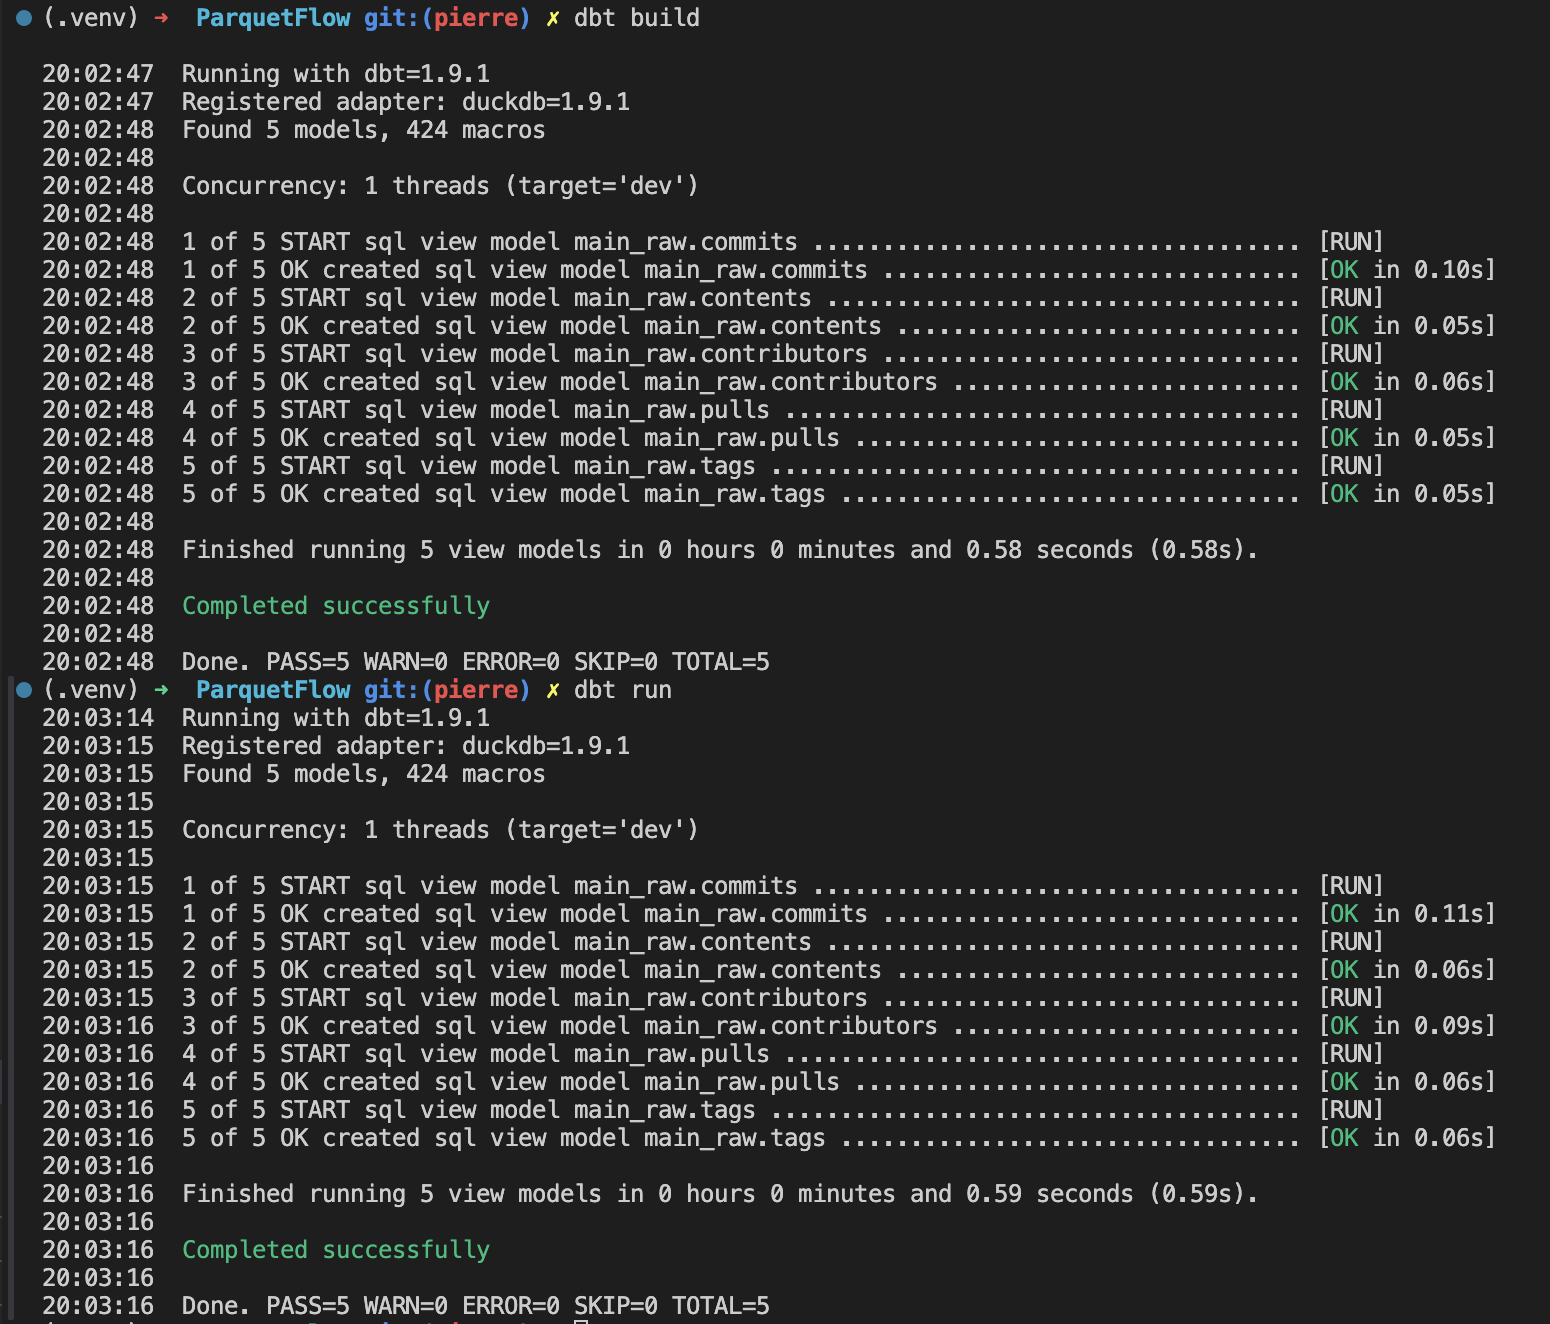 (.venv) ➜ ParquetFlow git:(pierre) ✗ dbt build
20:02:47 Running with dbt=1.9.1
20:02:47 Registered adapter: duckdb=1.9.1
20:02:48 Found 5 models, 424 macros
20:02:48
20:02:48 Concurrency: 1 threads (target='dev')
20:02:48
20:02:48 1 of 5 START sql view model main_raw.commits ................................... [RUN]
20:02:48 1 of 5 OK created sql view model main_raw.commits .............................. [OK in 0.10s]
20:02:48 2 of 5 START sql view model main_raw.contents .................................. [RUN]
20:02:48 2 of 5 OK created sql view model main_raw.contents ............................. [OK in 0.05s]
20:02:48 3 of 5 START sql view model main_raw.contributors .............................. [RUN]
20:02:48 3 of 5 OK created sql view model main_raw.contributors ......................... [OK in 0.06s]
20:02:48 4 of 5 START sql view model main_raw.pulls ..................................... [RUN]
20:02:48 4 of 5 OK created sql view model main_raw.pulls ................................ [OK in 0.05s]
20:02:48 5 of 5 START sql view model main_raw.tags ...................................... [RUN]
20:02:48 5 of 5 OK created sql view model main_raw.tags ................................. [OK in 0.05s]
20:02:48
20:02:48 Finished running 5 view models in 0 hours 0 minutes and 0.58 seconds (0.58s).
20:02:48
20:02:48 Completed successfully
20:02:48
20:02:48 Done. PASS=5 WARN=0 ERROR=0 SKIP=0 TOTAL=5
(.venv) ➜ ParquetFlow git:(pierre) ✗ dbt run
20:03:14 Running with dbt=1.9.1
20:03:15 Registered adapter: duckdb=1.9.1
20:03:15 Found 5 models, 424 macros
20:03:15
20:03:15 Concurrency: 1 threads (target='dev')
20:03:15
20:03:15 1 of 5 START sql view model main_raw.commits ................................... [RUN]
20:03:15 1 of 5 OK created sql view model main_raw.commits .............................. [OK in 0.11s]
20:03:15 2 of 5 START sql view model main_raw.contents .................................. [RUN]
20:03:15 2 of 5 OK created sql view model main_raw.contents ............................. [OK in 0.06s]
20:03:15 3 of 5 START sql view model main_raw.contributors .............................. [RUN]
20:03:16 3 of 5 OK created sql view model main_raw.contributors ......................... [OK in 0.09s]
20:03:16 4 of 5 START sql view model main_raw.pulls ..................................... [RUN]
20:03:16 4 of 5 OK created sql view model main_raw.pulls ................................ [OK in 0.06s]
20:03:16 5 of 5 START sql view model main_raw.tags ...................................... [RUN]
20:03:16 5 of 5 OK created sql view model main_raw.tags ................................. [OK in 0.06s]
20:03:16
20:03:16 Finished running 5 view models in 0 hours 0 minutes and 0.59 seconds (0.59s).
20:03:16
20:03:16 Completed successfully
20:03:16
20:03:16 Done. PASS=5 WARN=0 ERROR=0 SKIP=0 TOTAL=5